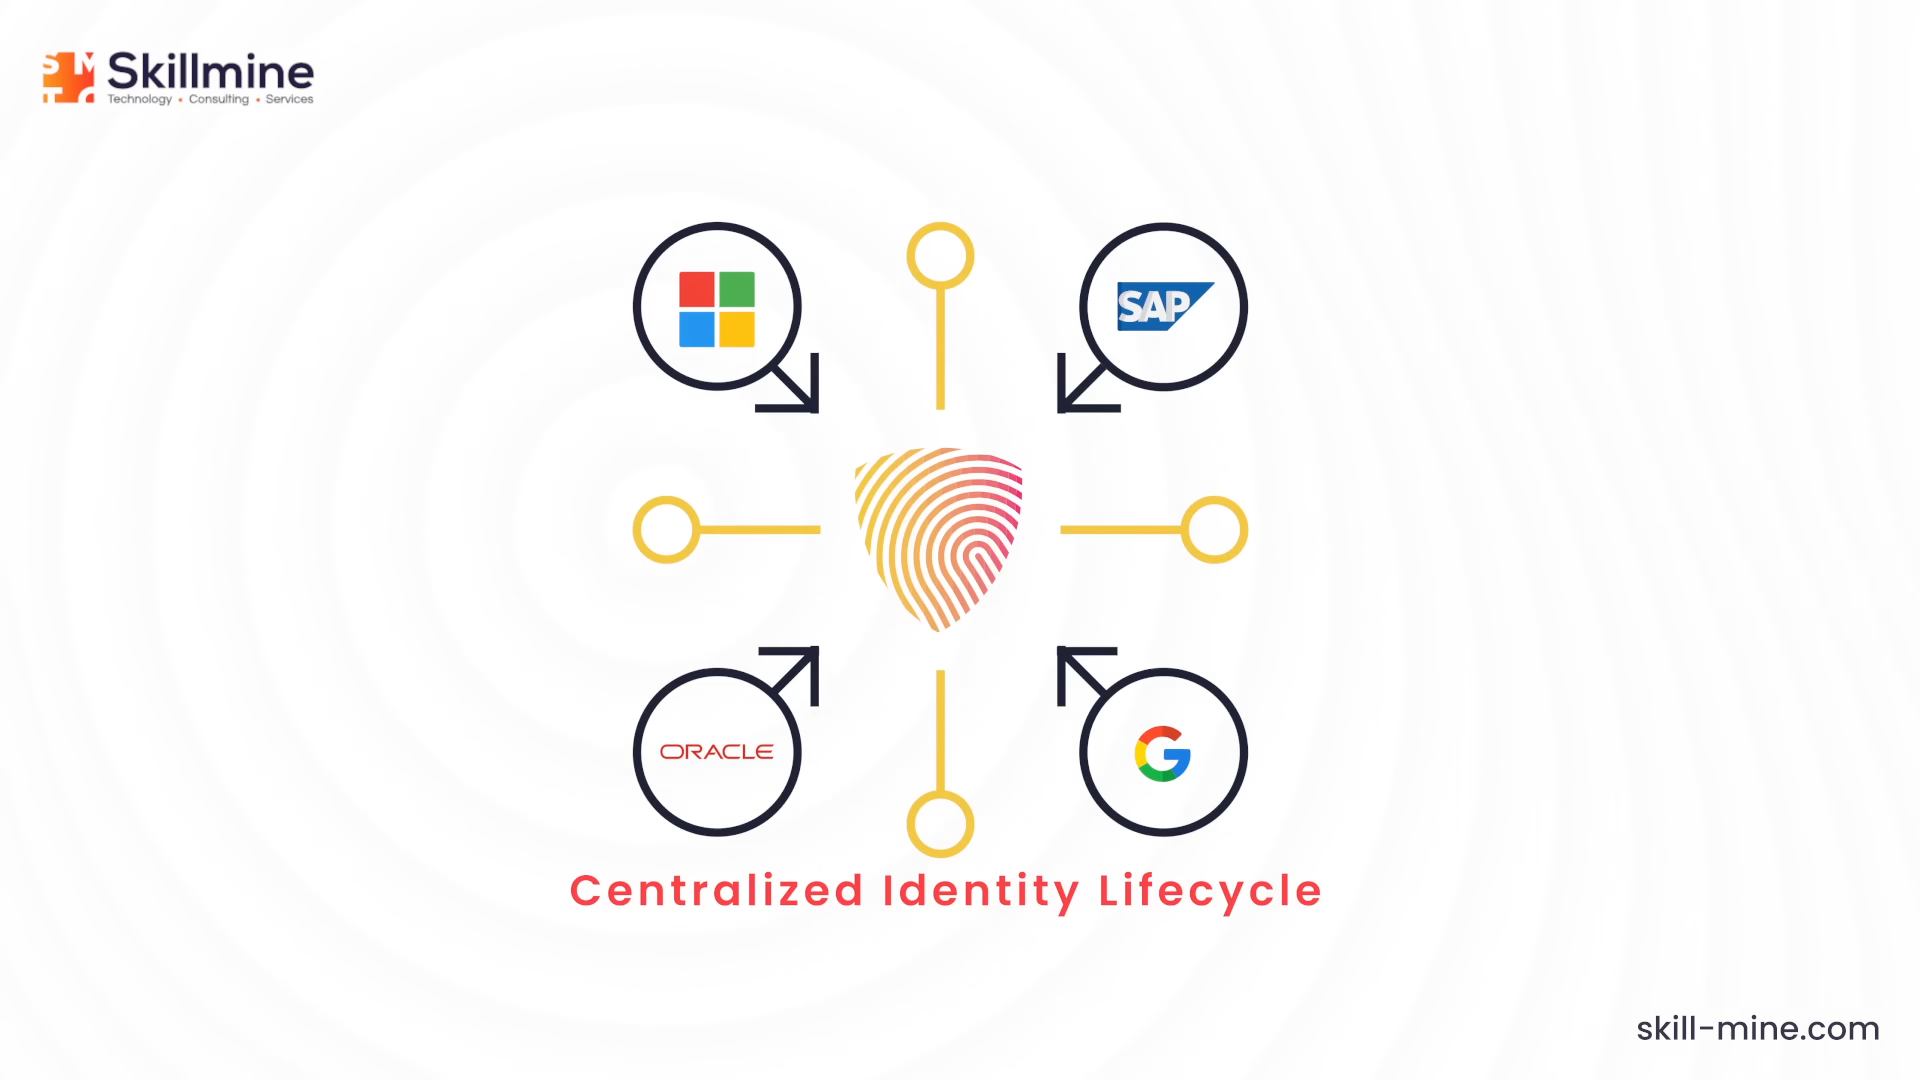 Skillmine
Technology • Consulting • Services
SAP
ORACLE
Centralized Identity Lifecycle
skill-mine.com